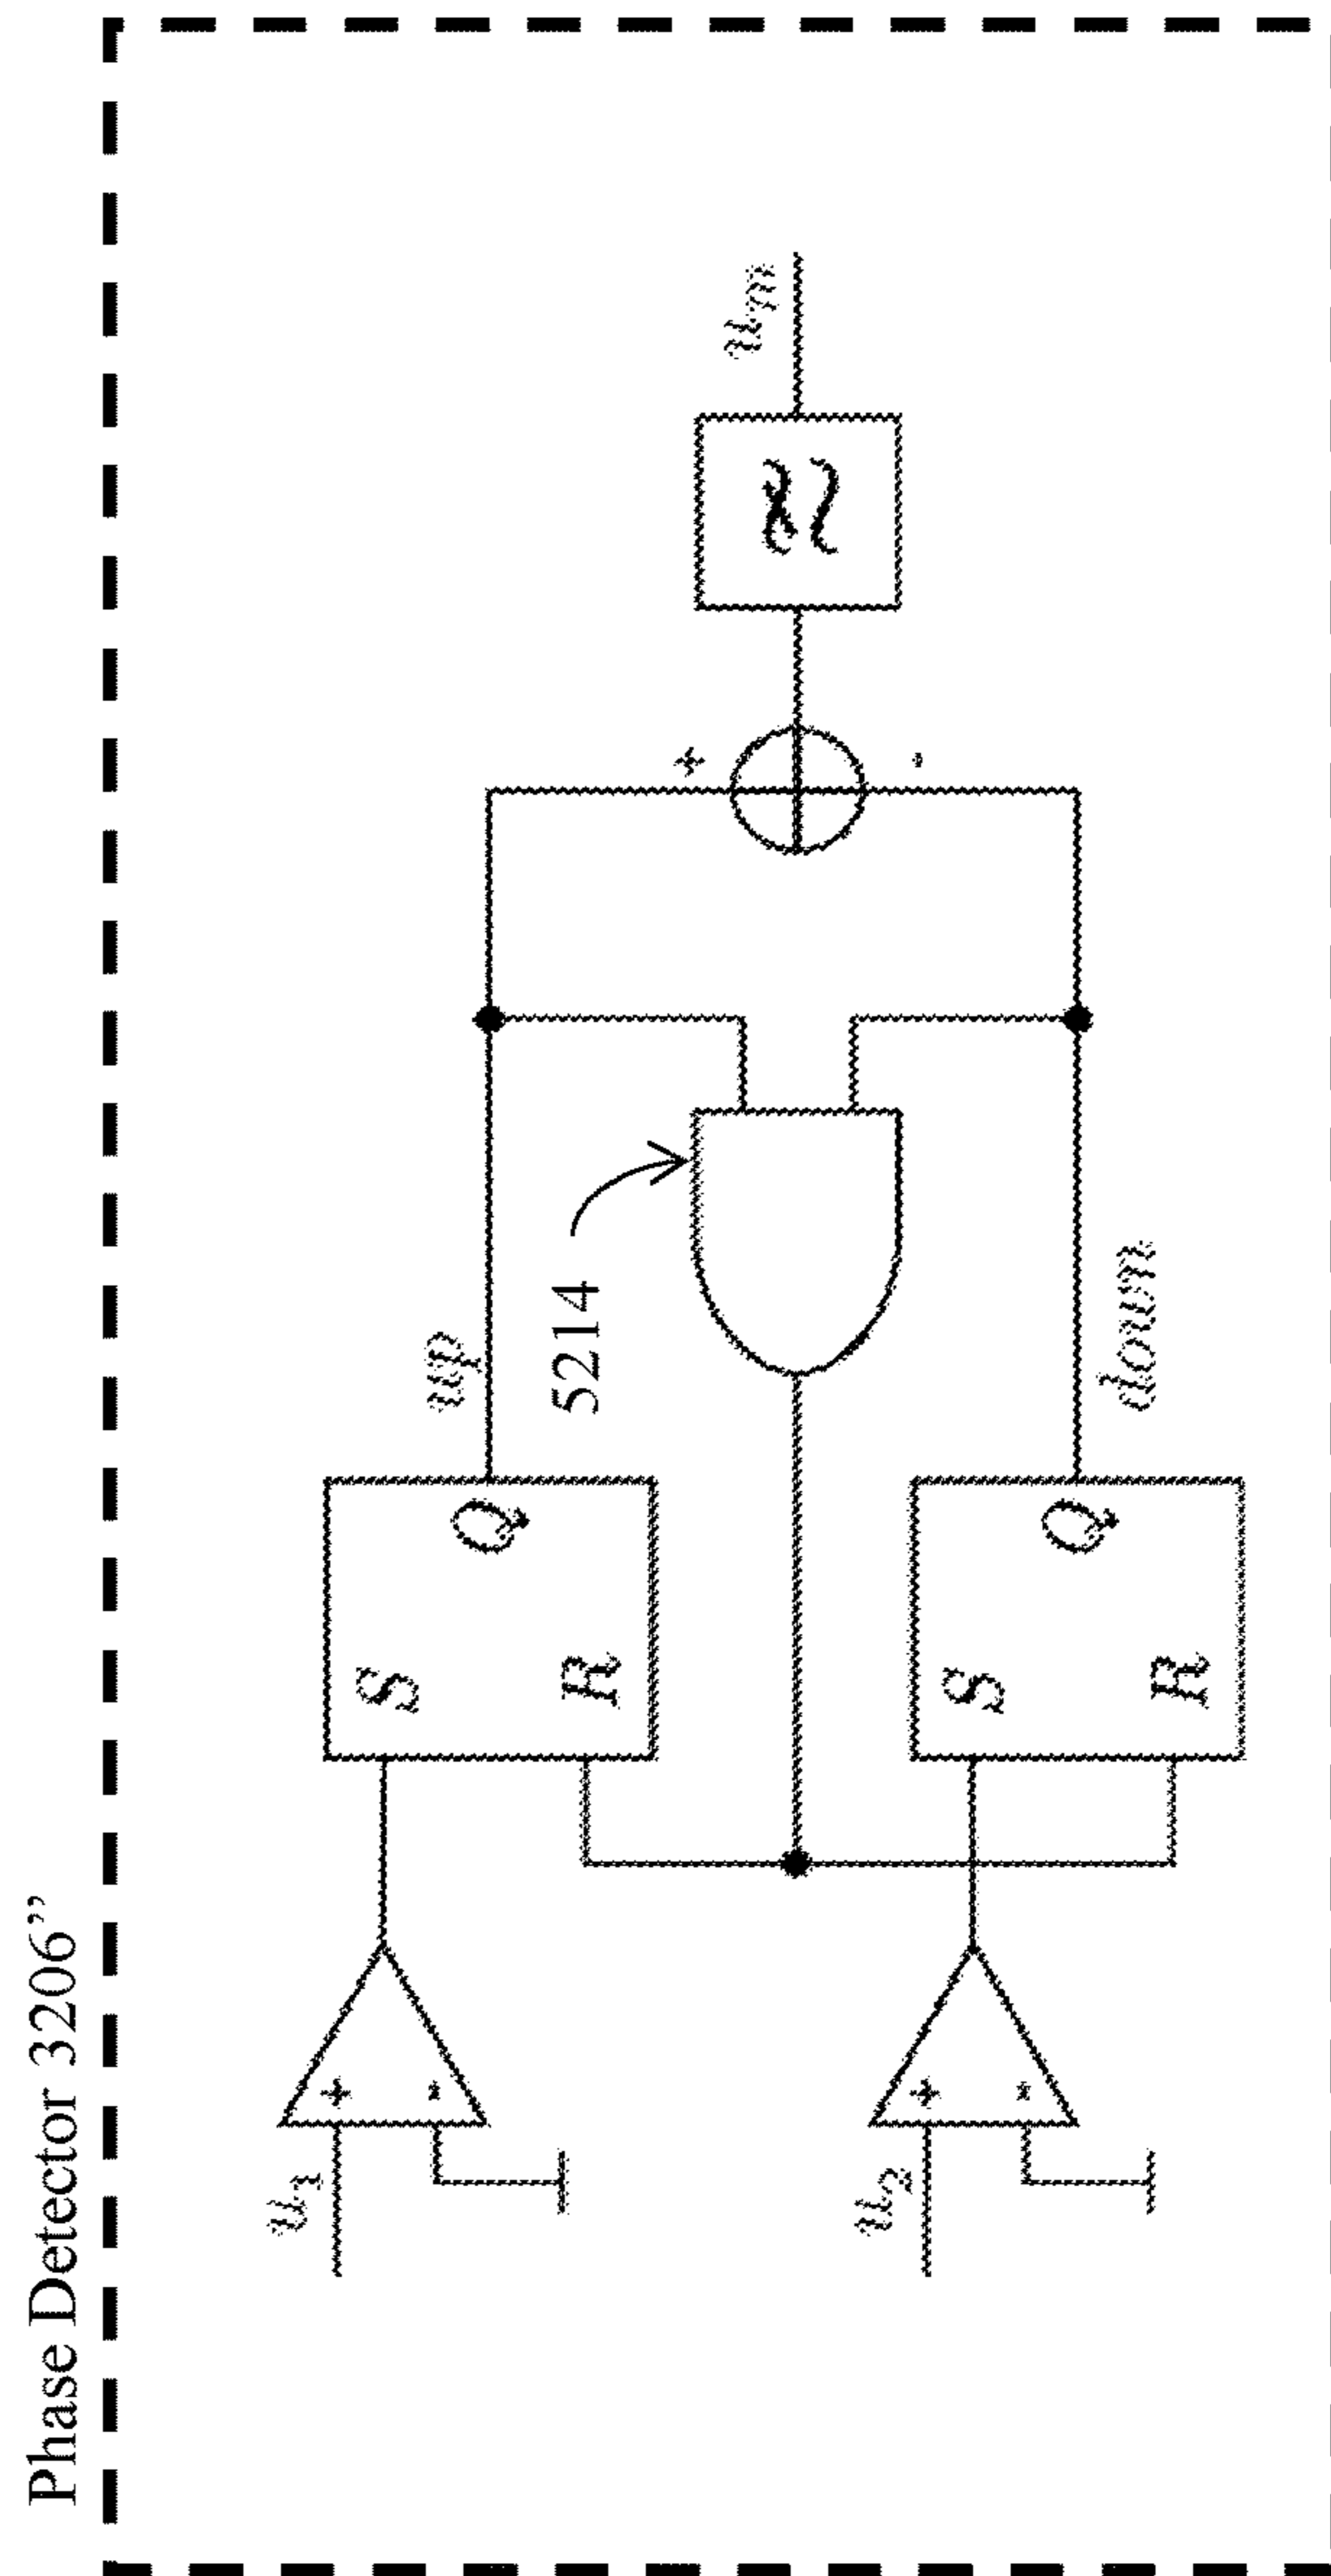 Phase Detector 3206”
u1
+
-
S
R
Q
up
5214
+
-
um
u2
+
-
S
R
Q
down